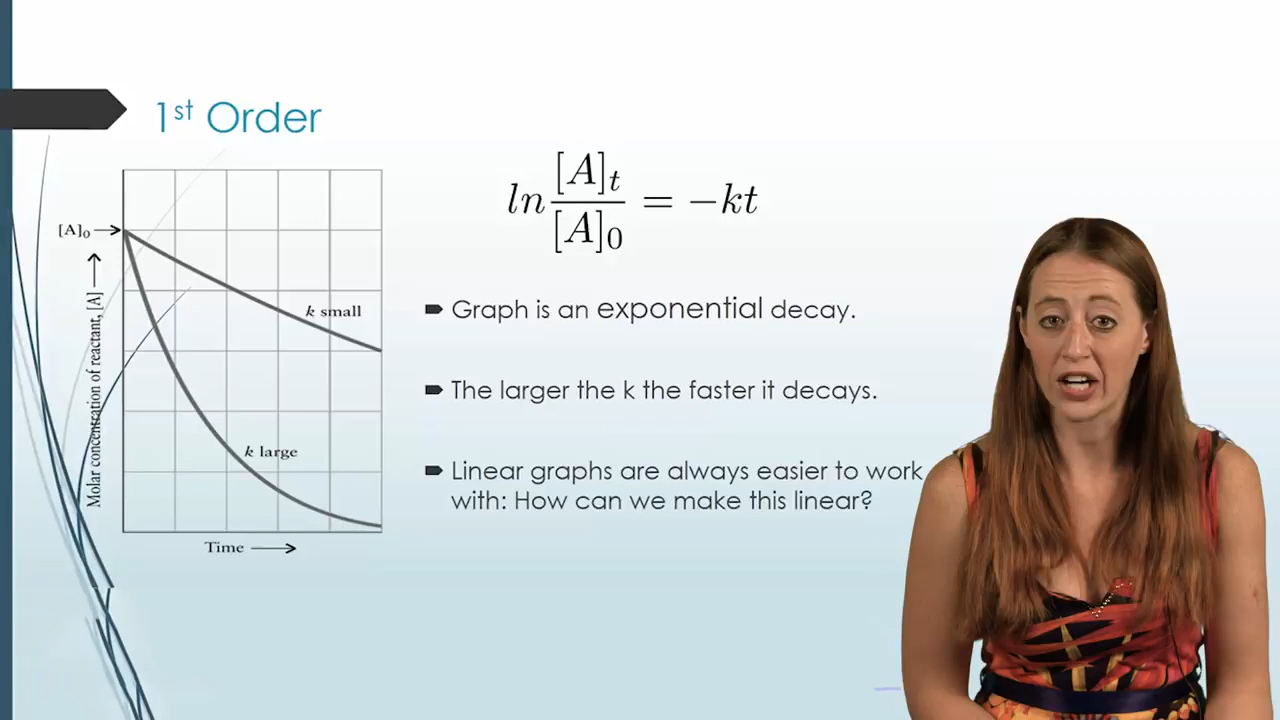 1st Order
ln [A]t / [A]0 = −kt
[A]0
Molar concentration of reactant, [A]
k small
k large
Time
Graph is an exponential decay.
The larger the k the faster it decays.
Linear graphs are always easier to work
with: How can we make this linear?